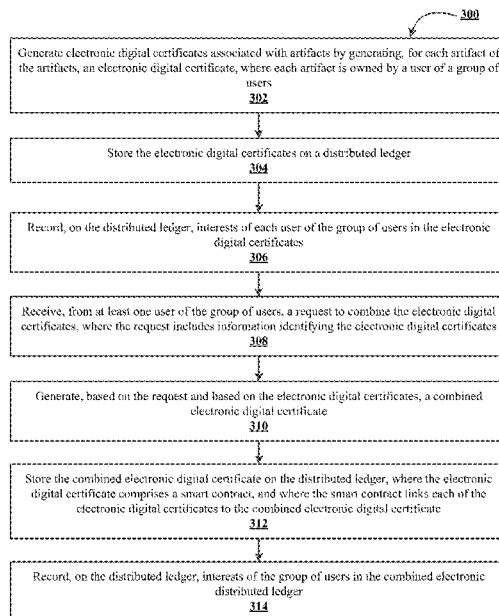 300
Generate electronic digital certificates associated with artifacts by generating, for each artifact of
the artifacts, an electronic digital certificate, where each artifact is owned by a user of a group of
users
302
Store the electronic digital certificates on a distributed ledger
304
Record, on the distributed ledger, interests of each user of the group of users in the electronic
digital certificates
306
Receive, from at least one user of the group of users, a request to combine the electronic digital
certificates, where the request includes information identifying the electronic digital certificates
308
Generate, based on the request and based on the electronic digital certificates, a combined
electronic digital certificate
310
Store the combined electronic digital certificate on the distributed ledger, where the electronic
digital certificate comprises a smart contract, and where the smart contract links each of the
electronic digital certificates to the combined electronic digital certificate
312
Record, on the distributed ledger, interests of the group of users in the combined electronic
distributed ledger
314